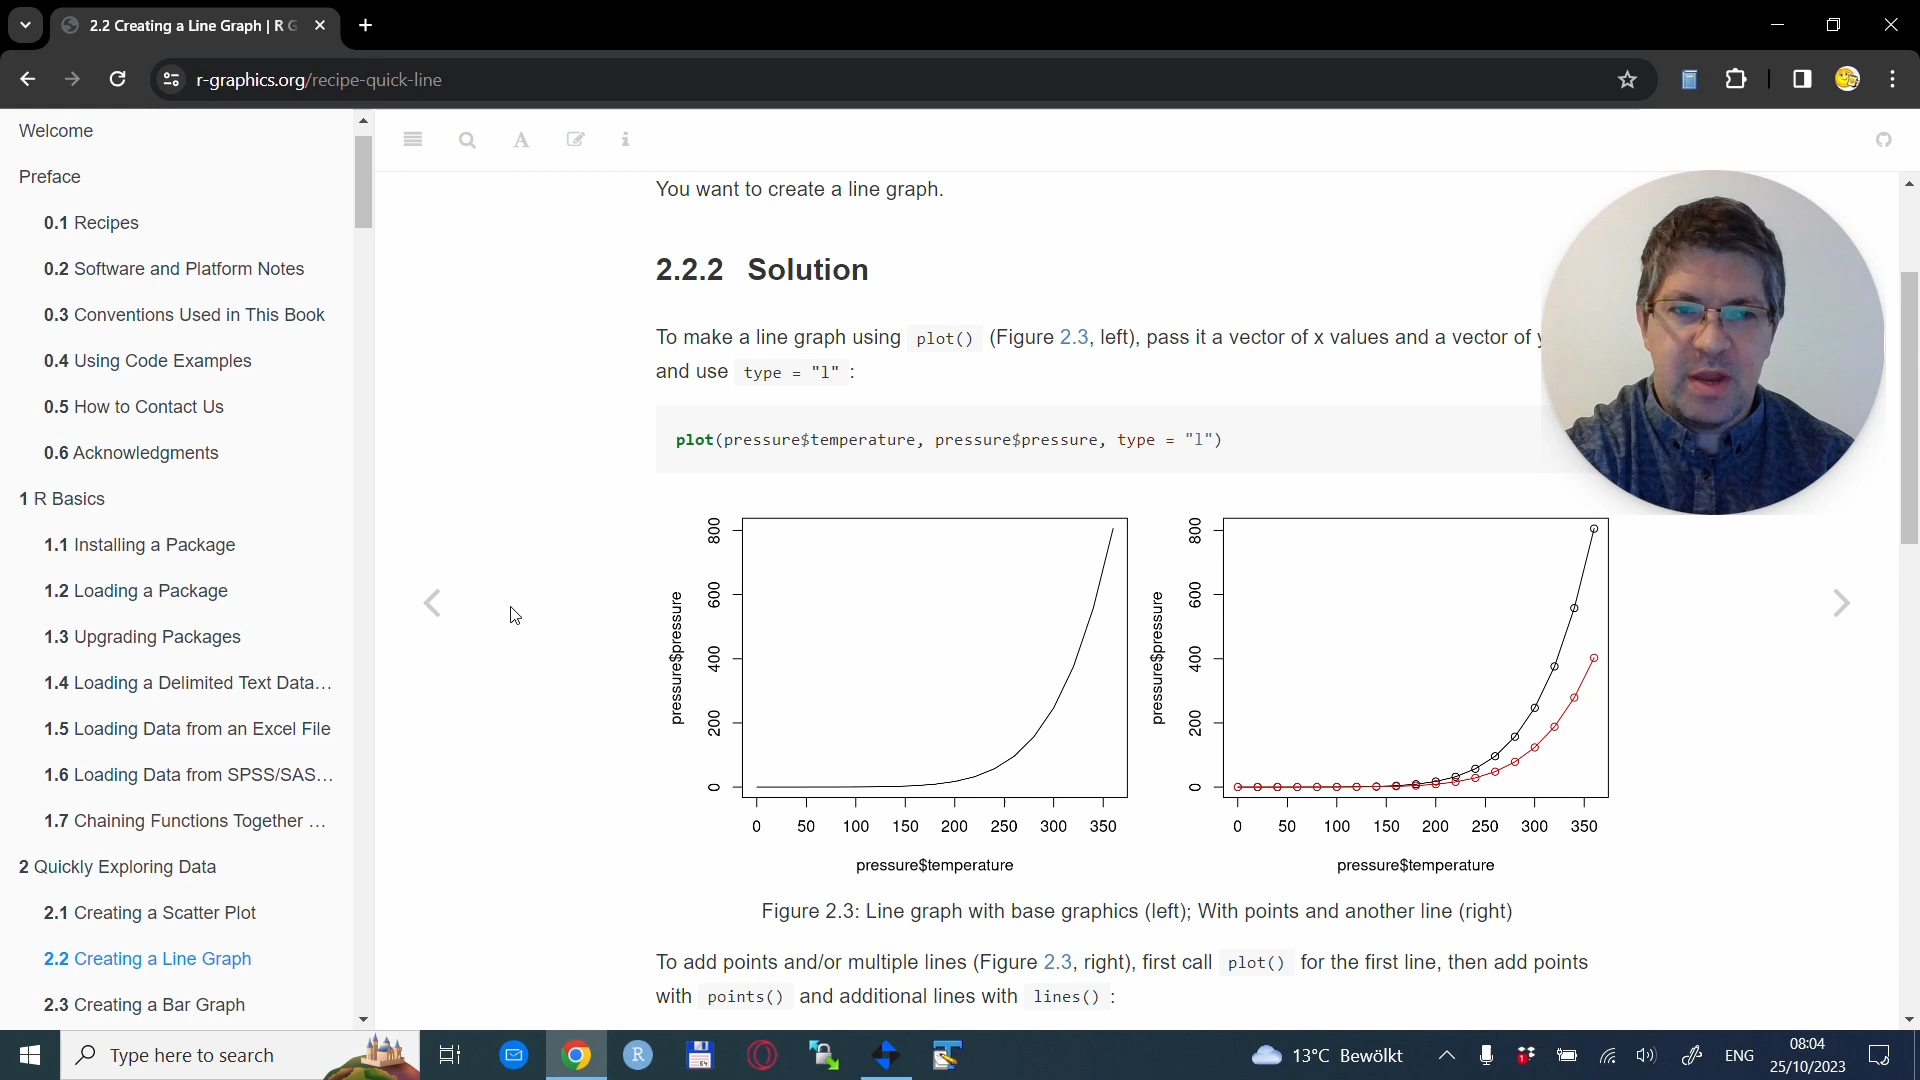 2.2 Creating a Line Graph | R G
r-graphics.org/recipe-quick-line
Welcome
Preface
0.1 Recipes
0.2 Software and Platform Notes
0.3 Conventions Used in This Book
0.4 Using Code Examples
0.5 How to Contact Us
0.6 Acknowledgments
1 R Basics
1.1 Installing a Package
1.2 Loading a Package
1.3 Upgrading Packages
1.4 Loading a Delimited Text Data...
1.5 Loading Data from an Excel File
1.6 Loading Data from SPSS/SAS...
1.7 Chaining Functions Together ...
2 Quickly Exploring Data
2.1 Creating a Scatter Plot
2.2 Creating a Line Graph
2.3 Creating a Bar Graph
You want to create a line graph.
2.2.2 Solution
To make a line graph using plot() (Figure 2.3, left), pass it a vector of x values and a vector of y
and use type = "l" :
plot(pressure$temperature, pressure$pressure, type = "l")
pressure$pressure
800
600
400
200
0
0 50 100 150 200 250 300 350
pressure$temperature
pressure$pressure
800
600
400
200
0
0 50 100 150 200 250 300 350
pressure$temperature
Figure 2.3: Line graph with base graphics (left); With points and another line (right)
To add points and/or multiple lines (Figure 2.3, right), first call plot() for the first line, then add points
with points() and additional lines with lines() :
Type here to search
R
64
13°C Bewölkt
1
ENG
08:04
25/10/2023